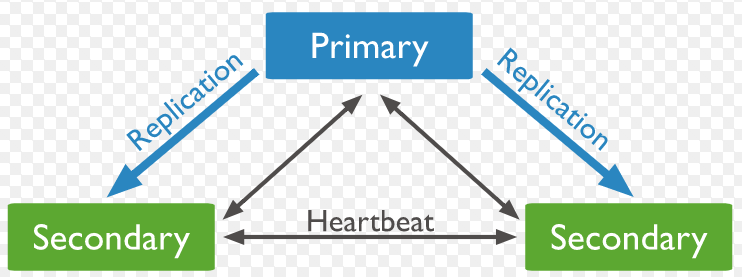 Primary
Replication
Replication
Heartbeat
Secondary
Secondary